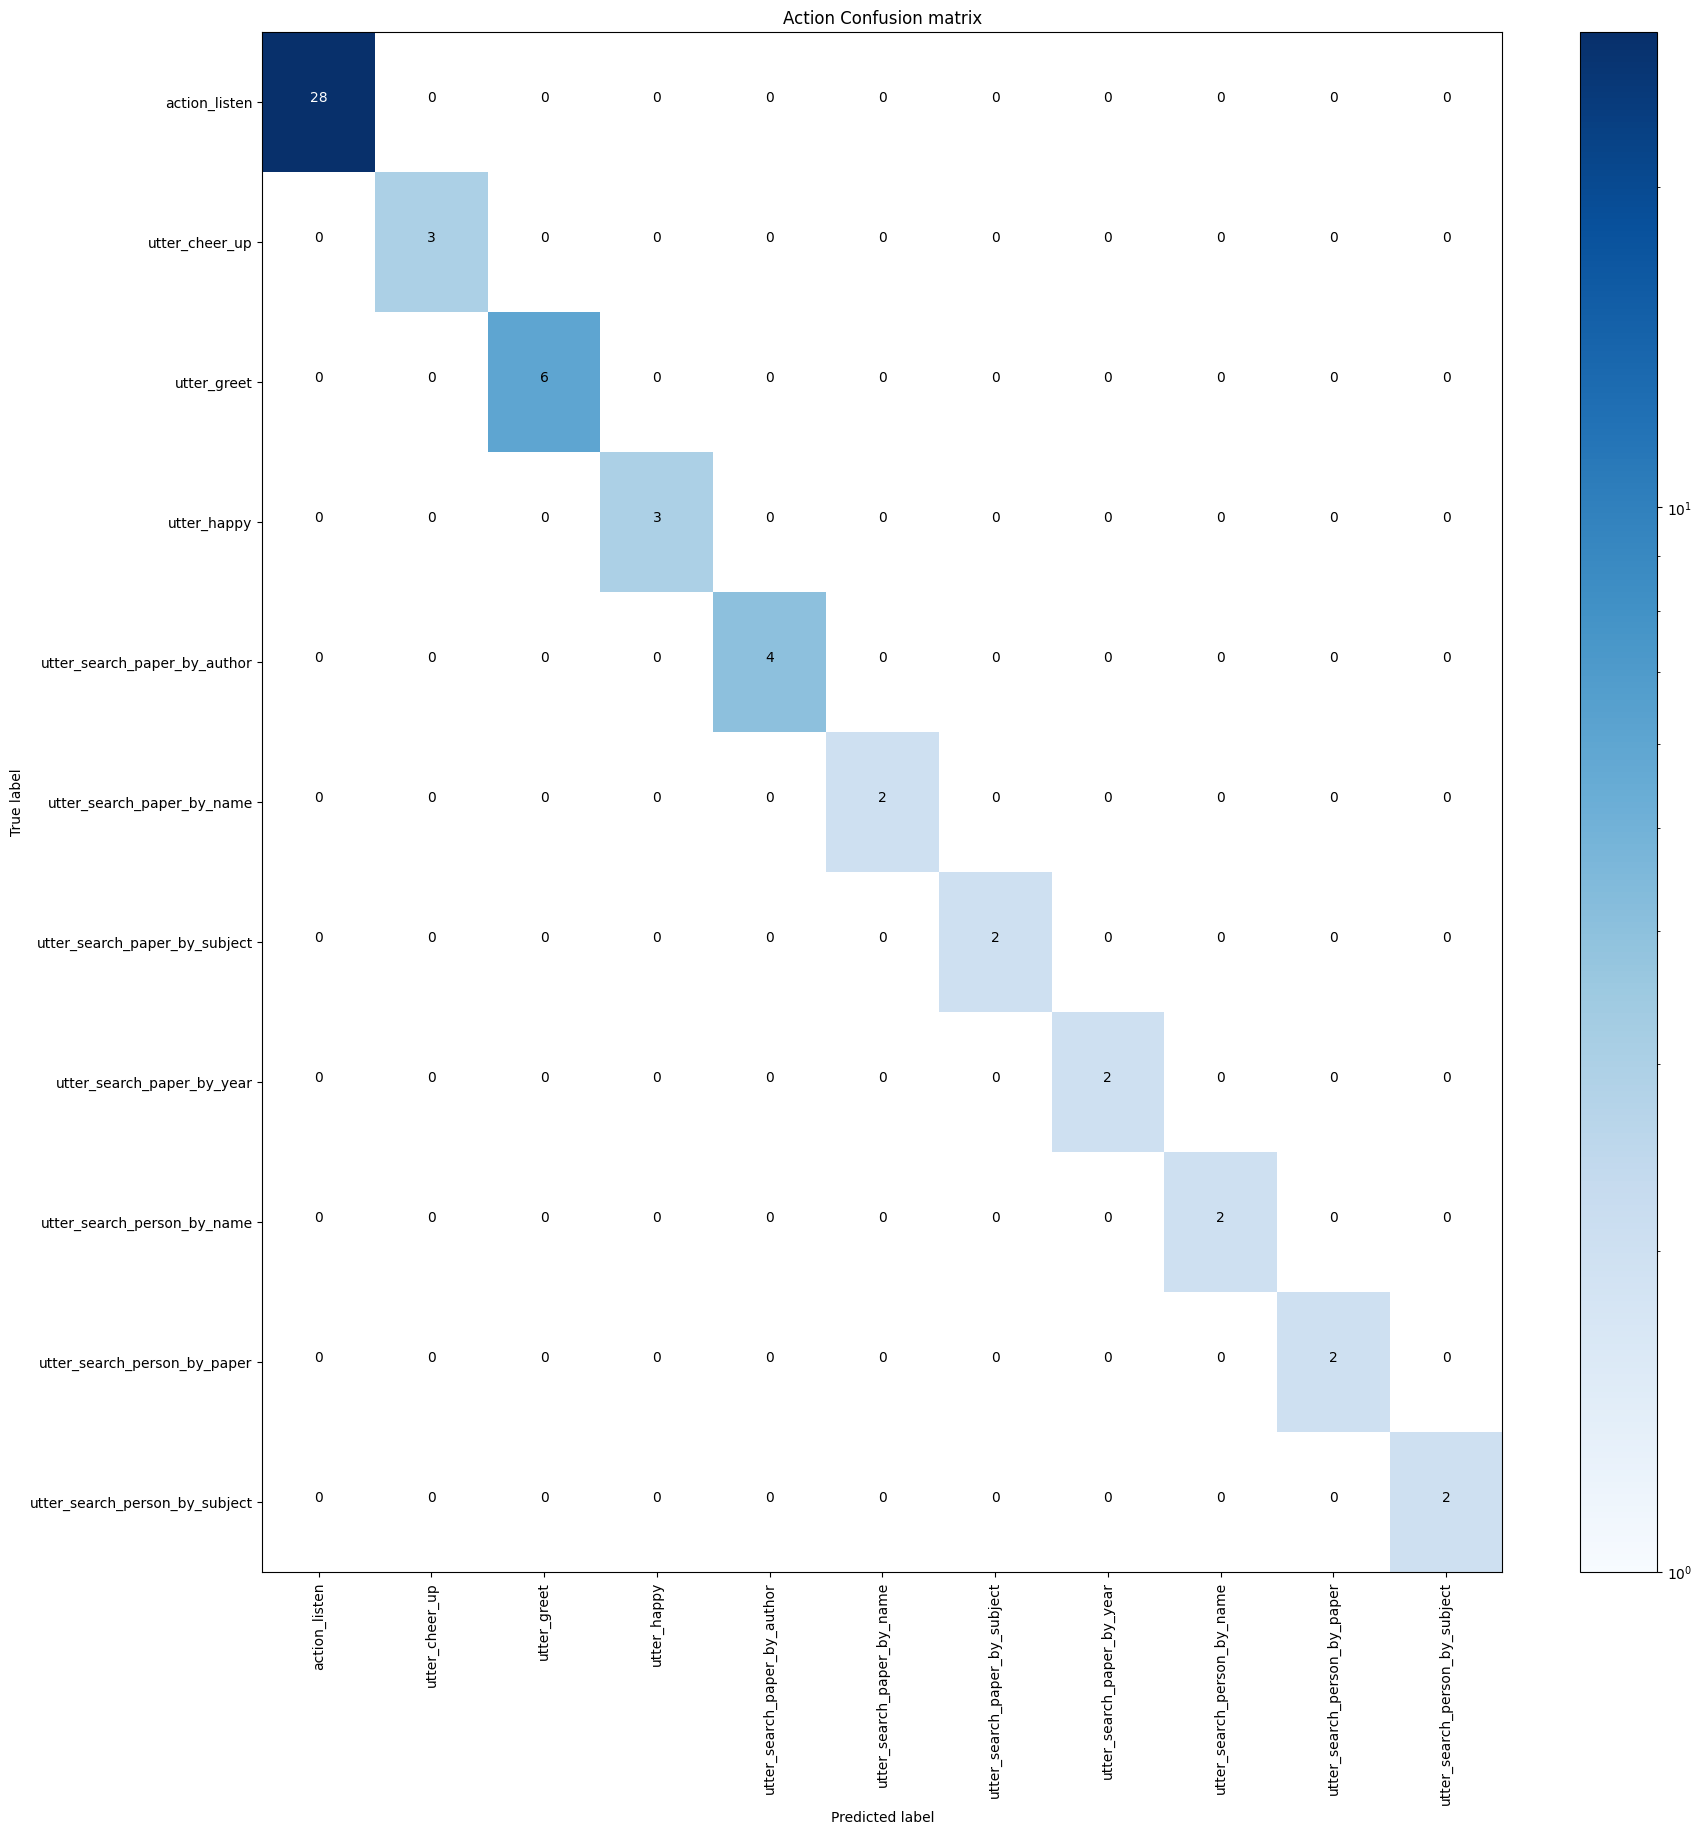 Action Confusion matrix
action_listen 28 0 0 0 0 0 0 0 0 0 0
utter_cheer_up 0 3 0 0 0 0 0 0 0 0 0
utter_greet 0 0 6 0 0 0 0 0 0 0 0
utter_happy 0 0 0 3 0 0 0 0 0 0 0
10¹
utter_search_paper_by_author 0 0 0 0 4 0 0 0 0 0 0
True label
utter_search_paper_by_name 0 0 0 0 0 2 0 0 0 0 0
utter_search_paper_by_subject 0 0 0 0 0 0 2 0 0 0 0
utter_search_paper_by_year 0 0 0 0 0 0 0 2 0 0 0
utter_search_person_by_name 0 0 0 0 0 0 0 0 2 0 0
utter_search_person_by_paper 0 0 0 0 0 0 0 0 0 2 0
utter_search_person_by_subject 0 0 0 0 0 0 0 0 0 0 2
10⁰
action_listen
utter_cheer_up
utter_greet
utter_happy
utter_search_paper_by_author
utter_search_paper_by_name
utter_search_paper_by_subject
utter_search_paper_by_year
utter_search_person_by_name
utter_search_person_by_paper
utter_search_person_by_subject
Predicted label